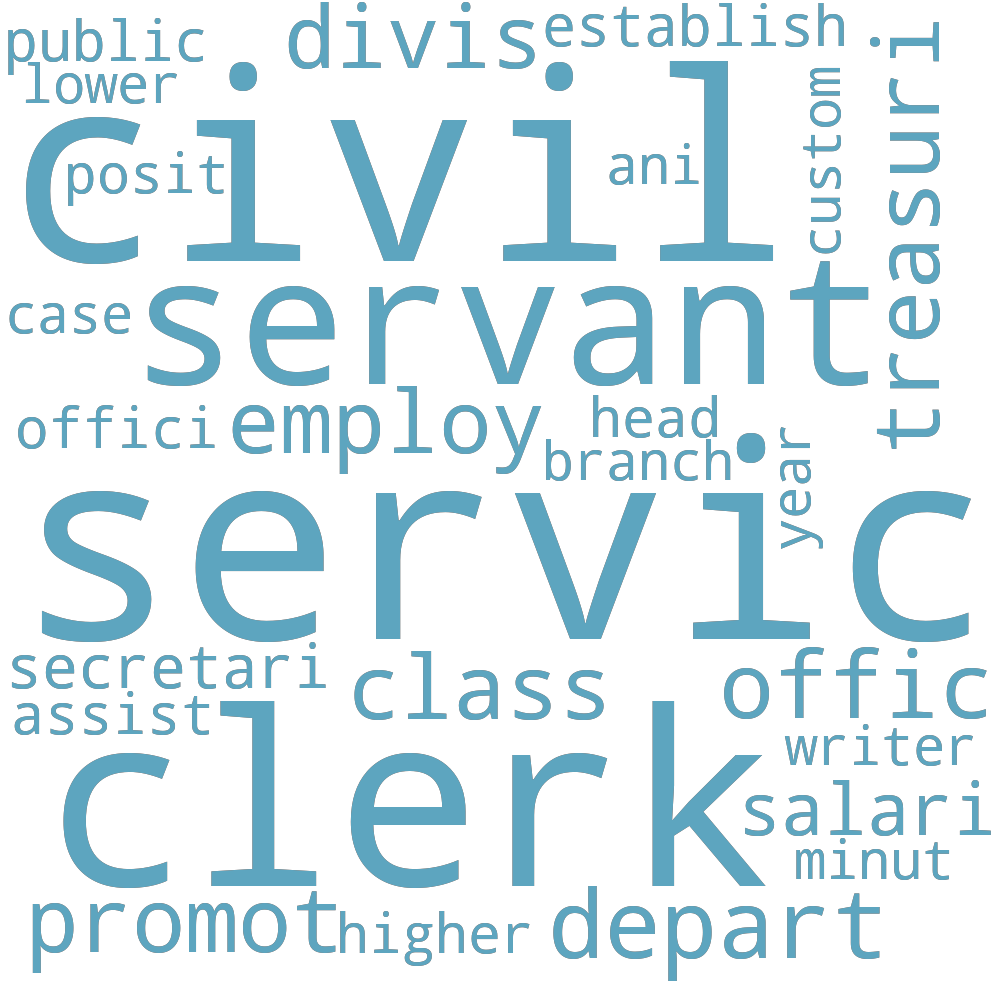 public
divis
establish
lower
treasuri
custom
civil
posit
ani
servant
case
employ
head
offici
branch
year
servic
secretari
class
offic
assist
writer
clerk
salari
minut
promot
higher
depart